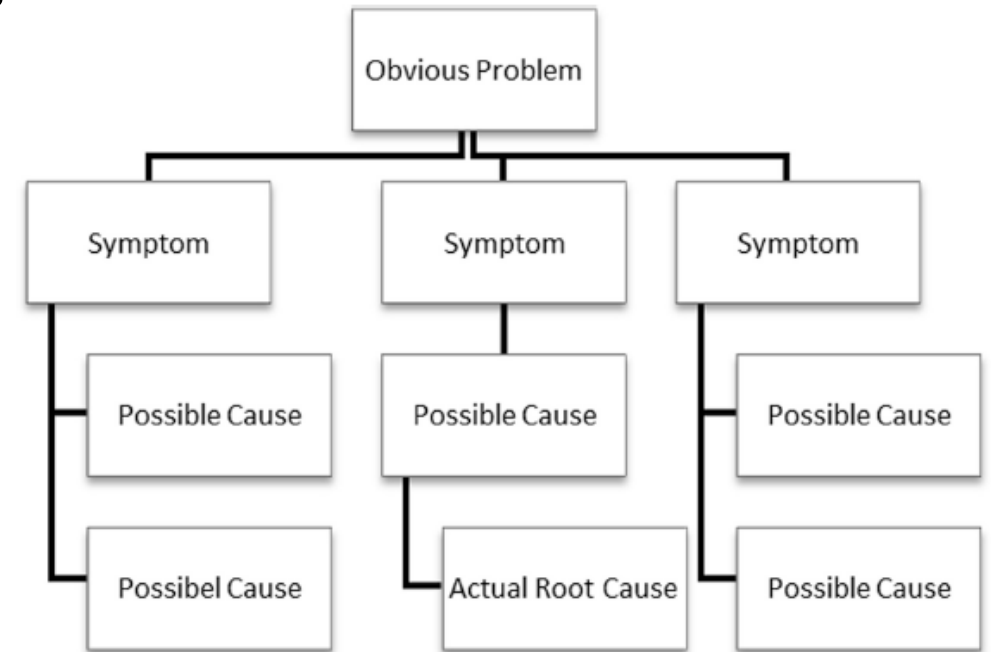 Obvious Problem
Symptom
Symptom
Symptom
Possible Cause
Possible Cause
Possible Cause
Possibel Cause
Actual Root Cause
Possible Cause